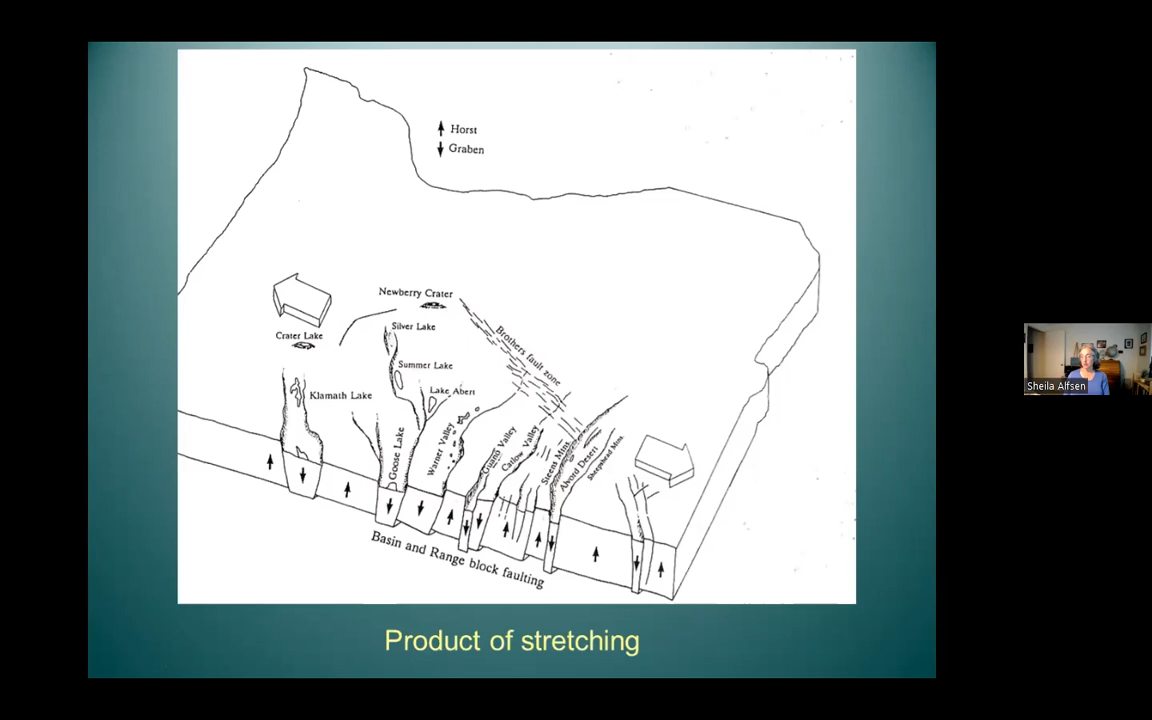 Horst
Graben
Newberry Crater
Crater Lake
Silver Lake
Brothers fault zone
Summer Lake
Klamath Lake
Lake Abert
Goose Lake
Warner Valley
Guano Valley
Catlow Valley
Steens Mtns.
Alvord Desert
Sheepshead Mtns.
Basin and Range block faulting
Product of stretching
Sheila Alfsen